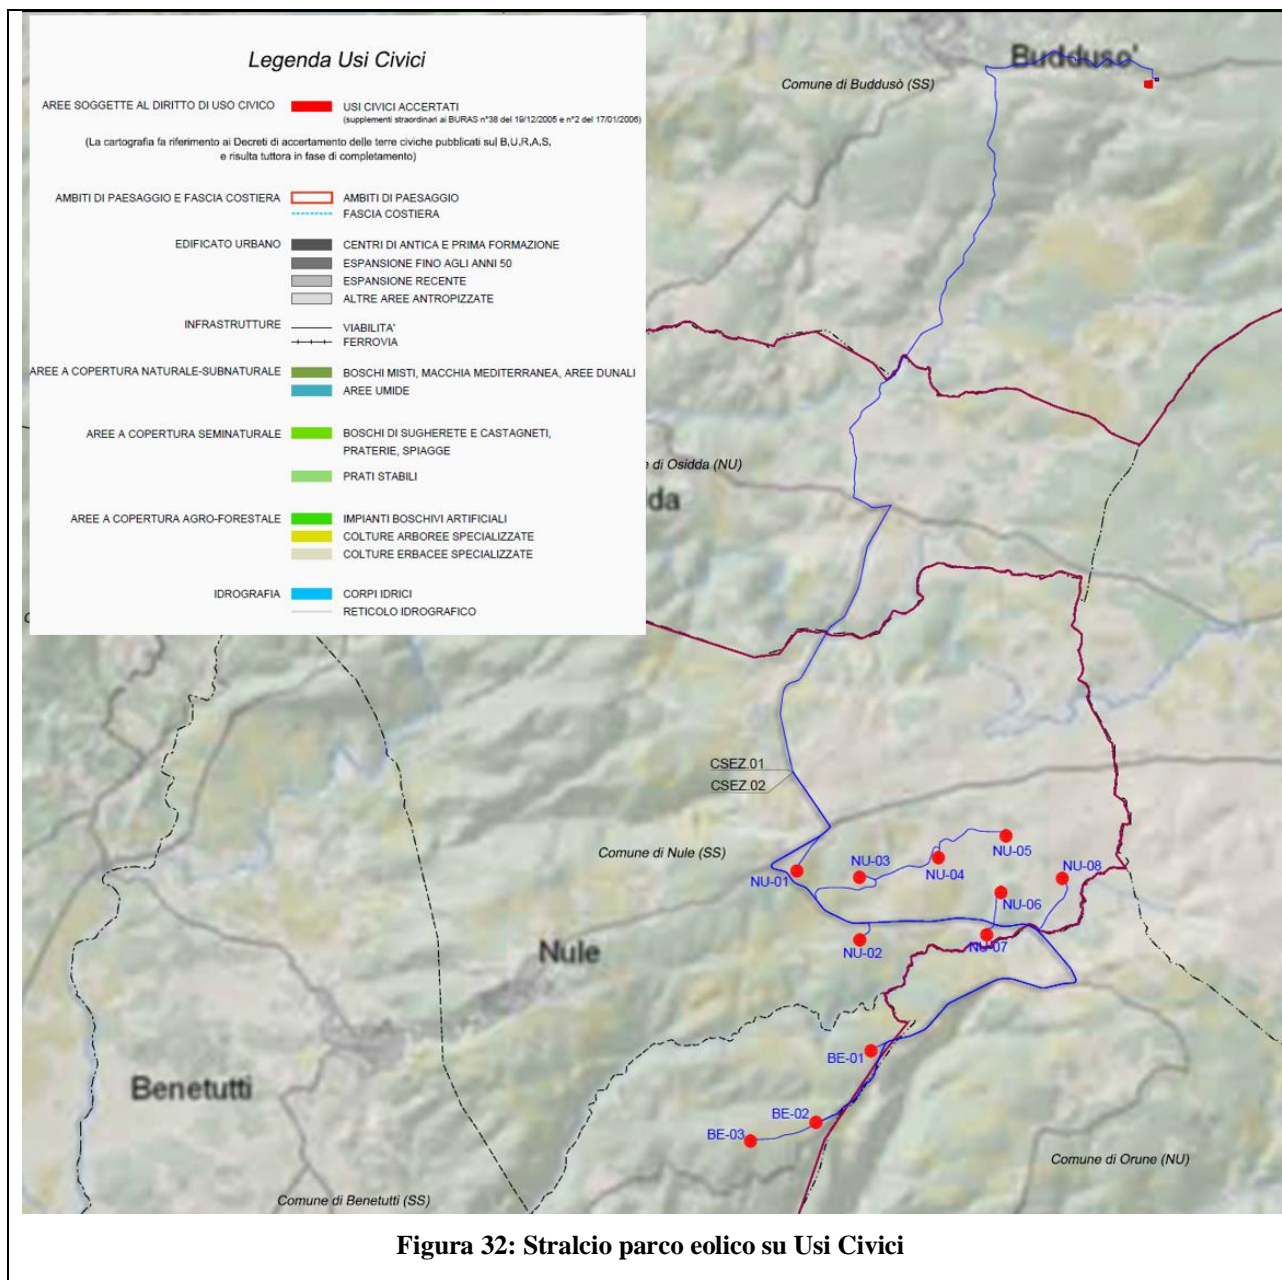 Legenda Usi Civici
AREE SOGGETTE AL DIRITTO DI USO CIVICO
USI CIVICI ACCERTATI
(supplementi straordinari ai BURAS n°38 del 19/12/2005 e n°2 del 17/01/2006)
(La cartografia fa riferimento ai Decreti di accertamento delle terre civiche pubblicati sul B,U,R,A,S,
e risulta tuttora in fase di completamento)
AMBITI DI PAESAGGIO E FASCIA COSTIERA
AMBITI DI PAESAGGIO
FASCIA COSTIERA
EDIFICATO URBANO
CENTRI DI ANTICA E PRIMA FORMAZIONE
ESPANSIONE FINO AGLI ANNI 50
ESPANSIONE RECENTE
ALTRE AREE ANTROPIZZATE
INFRASTRUTTURE
VIABILITA'
FERROVIA
AREE A COPERTURA NATURALE-SUBNATURALE
BOSCHI MISTI, MACCHIA MEDITERRANEA, AREE DUNALI
AREE UMIDE
AREE A COPERTURA SEMINATURALE
BOSCHI DI SUGHERETE E CASTAGNETI,
PRATERIE, SPIAGGE
PRATI STABILI
AREE A COPERTURA AGRO-FORESTALE
IMPIANTI BOSCHIVI ARTIFICIALI
COLTURE ARBOREE SPECIALIZZATE
COLTURE ERBACEE SPECIALIZZATE
IDROGRAFIA
CORPI IDRICI
RETICOLO IDROGRAFICO
Budduso'
Comune di Buddusò (SS)
di Osidda (NU)
da
CSEZ.01
CSEZ.02
Comune di Nule (SS)
NU-01
NU-03
NU-04
NU-05
NU-08
NU-06
NU-02
NU-07
Nule
BE-01
Benetutti
BE-02
BE-03
Comune di Orune (NU)
Comune di Benetutti (SS)
Figura 32: Stralcio parco eolico su Usi Civici